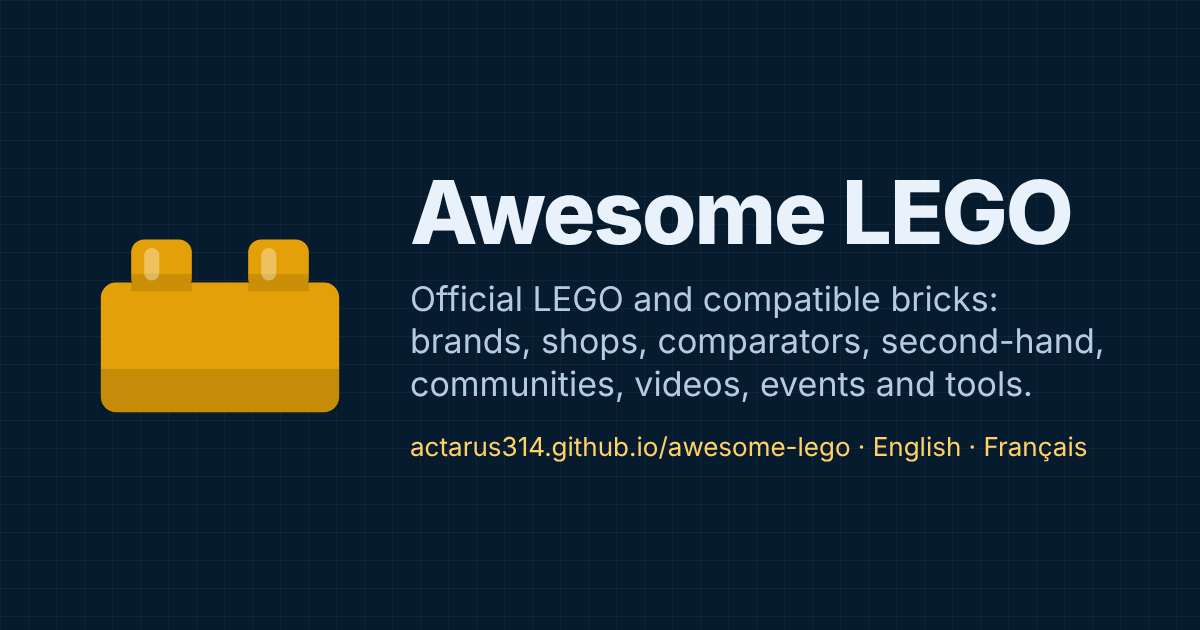 Awesome LEGO
Official LEGO and compatible bricks:
brands, shops, comparators, second-hand,
communities, videos, events and tools.
actarus314.github.io/awesome-lego · English · Français